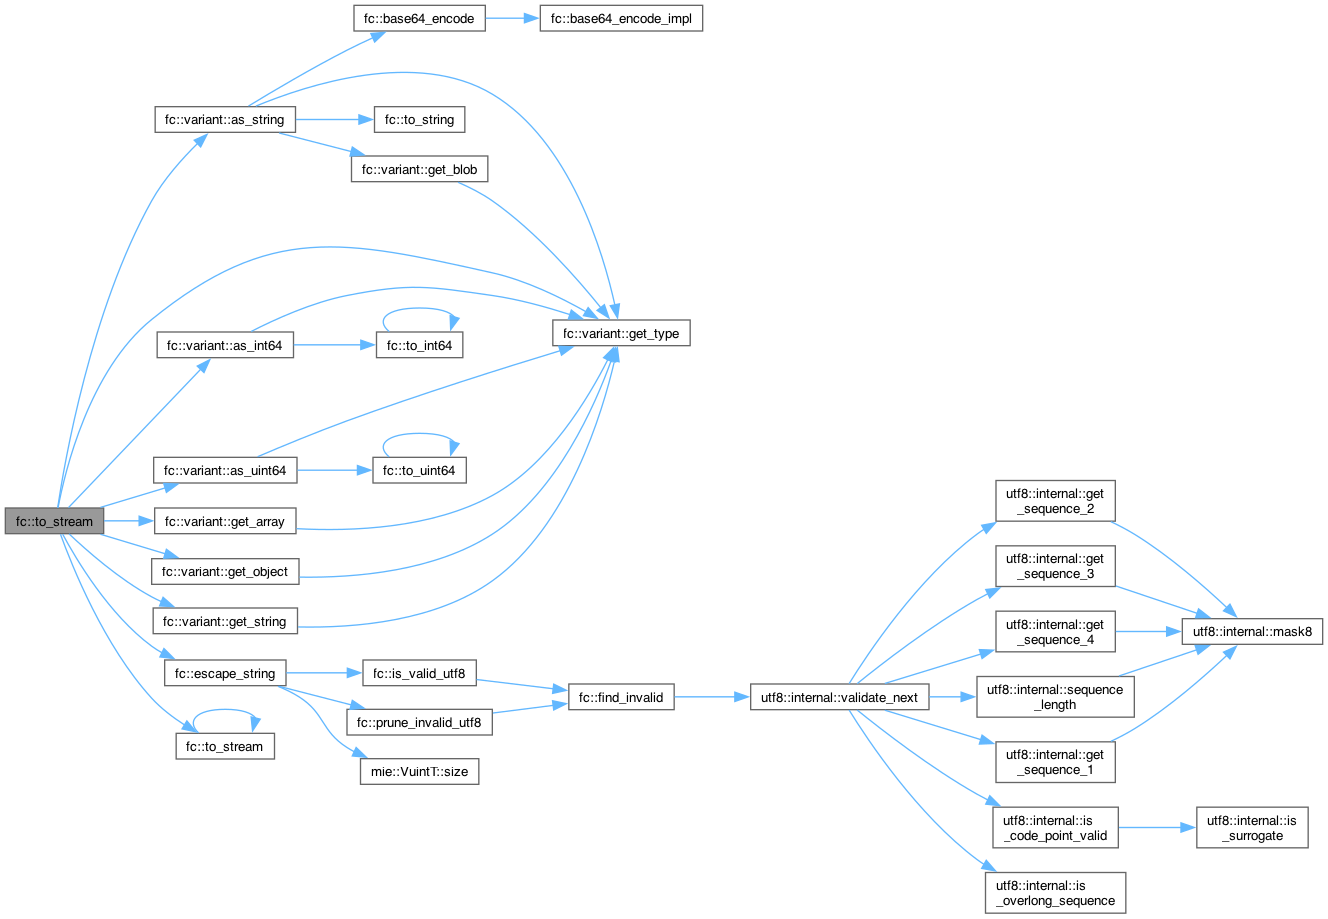 fc::base64_encode
fc::base64_encode_impl
fc::variant::as_string
fc::to_string
fc::variant::get_blob
fc::variant::get_type
fc::variant::as_int64
fc::to_int64
fc::variant::as_uint64
fc::to_uint64
fc::to_stream
fc::variant::get_array
fc::variant::get_object
fc::variant::get_string
fc::escape_string
fc::is_valid_utf8
fc::prune_invalid_utf8
fc::find_invalid
fc::to_stream
mie::VuintT::size
utf8::internal::validate_next
utf8::internal::get
_sequence_2
utf8::internal::get
_sequence_3
utf8::internal::get
_sequence_4
utf8::internal::mask8
utf8::internal::sequence
_length
utf8::internal::get
_sequence_1
utf8::internal::is
_code_point_valid
utf8::internal::is
_surrogate
utf8::internal::is
_overlong_sequence